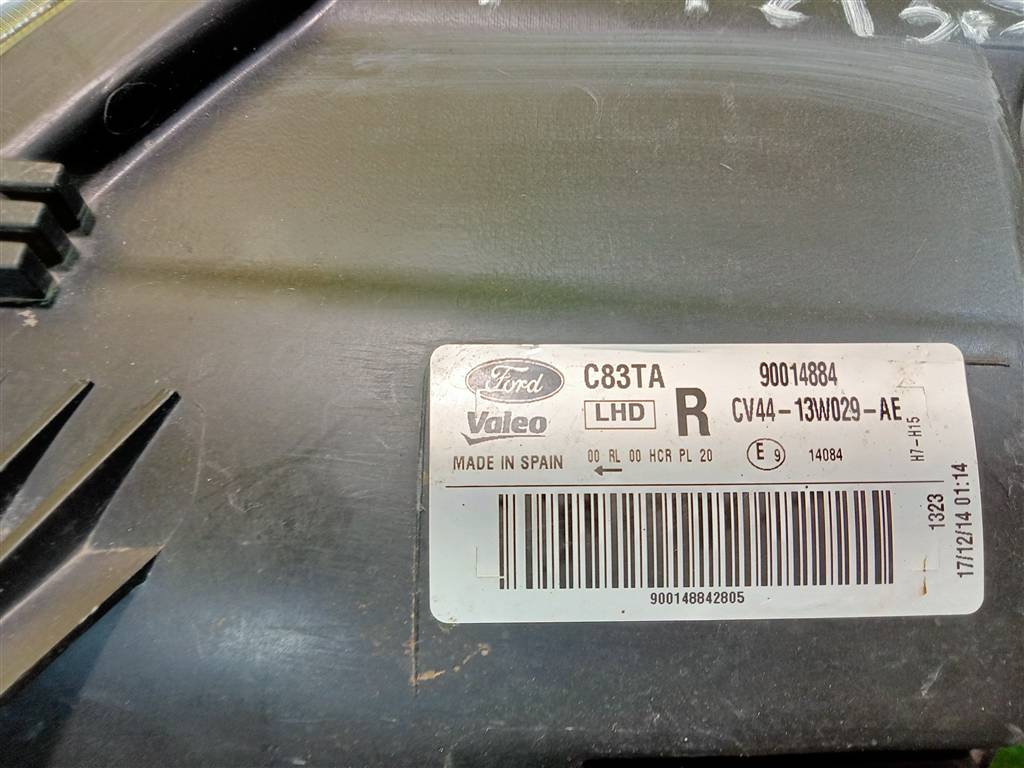 Ford
C83TA
90014884
Valeo
LHD
R
CV44-13W029-AE
MADE IN SPAIN
00 RL 00 HCR PL 20
E 9
14084
H7-H15
900148842805
1323
17/12/14 01:14